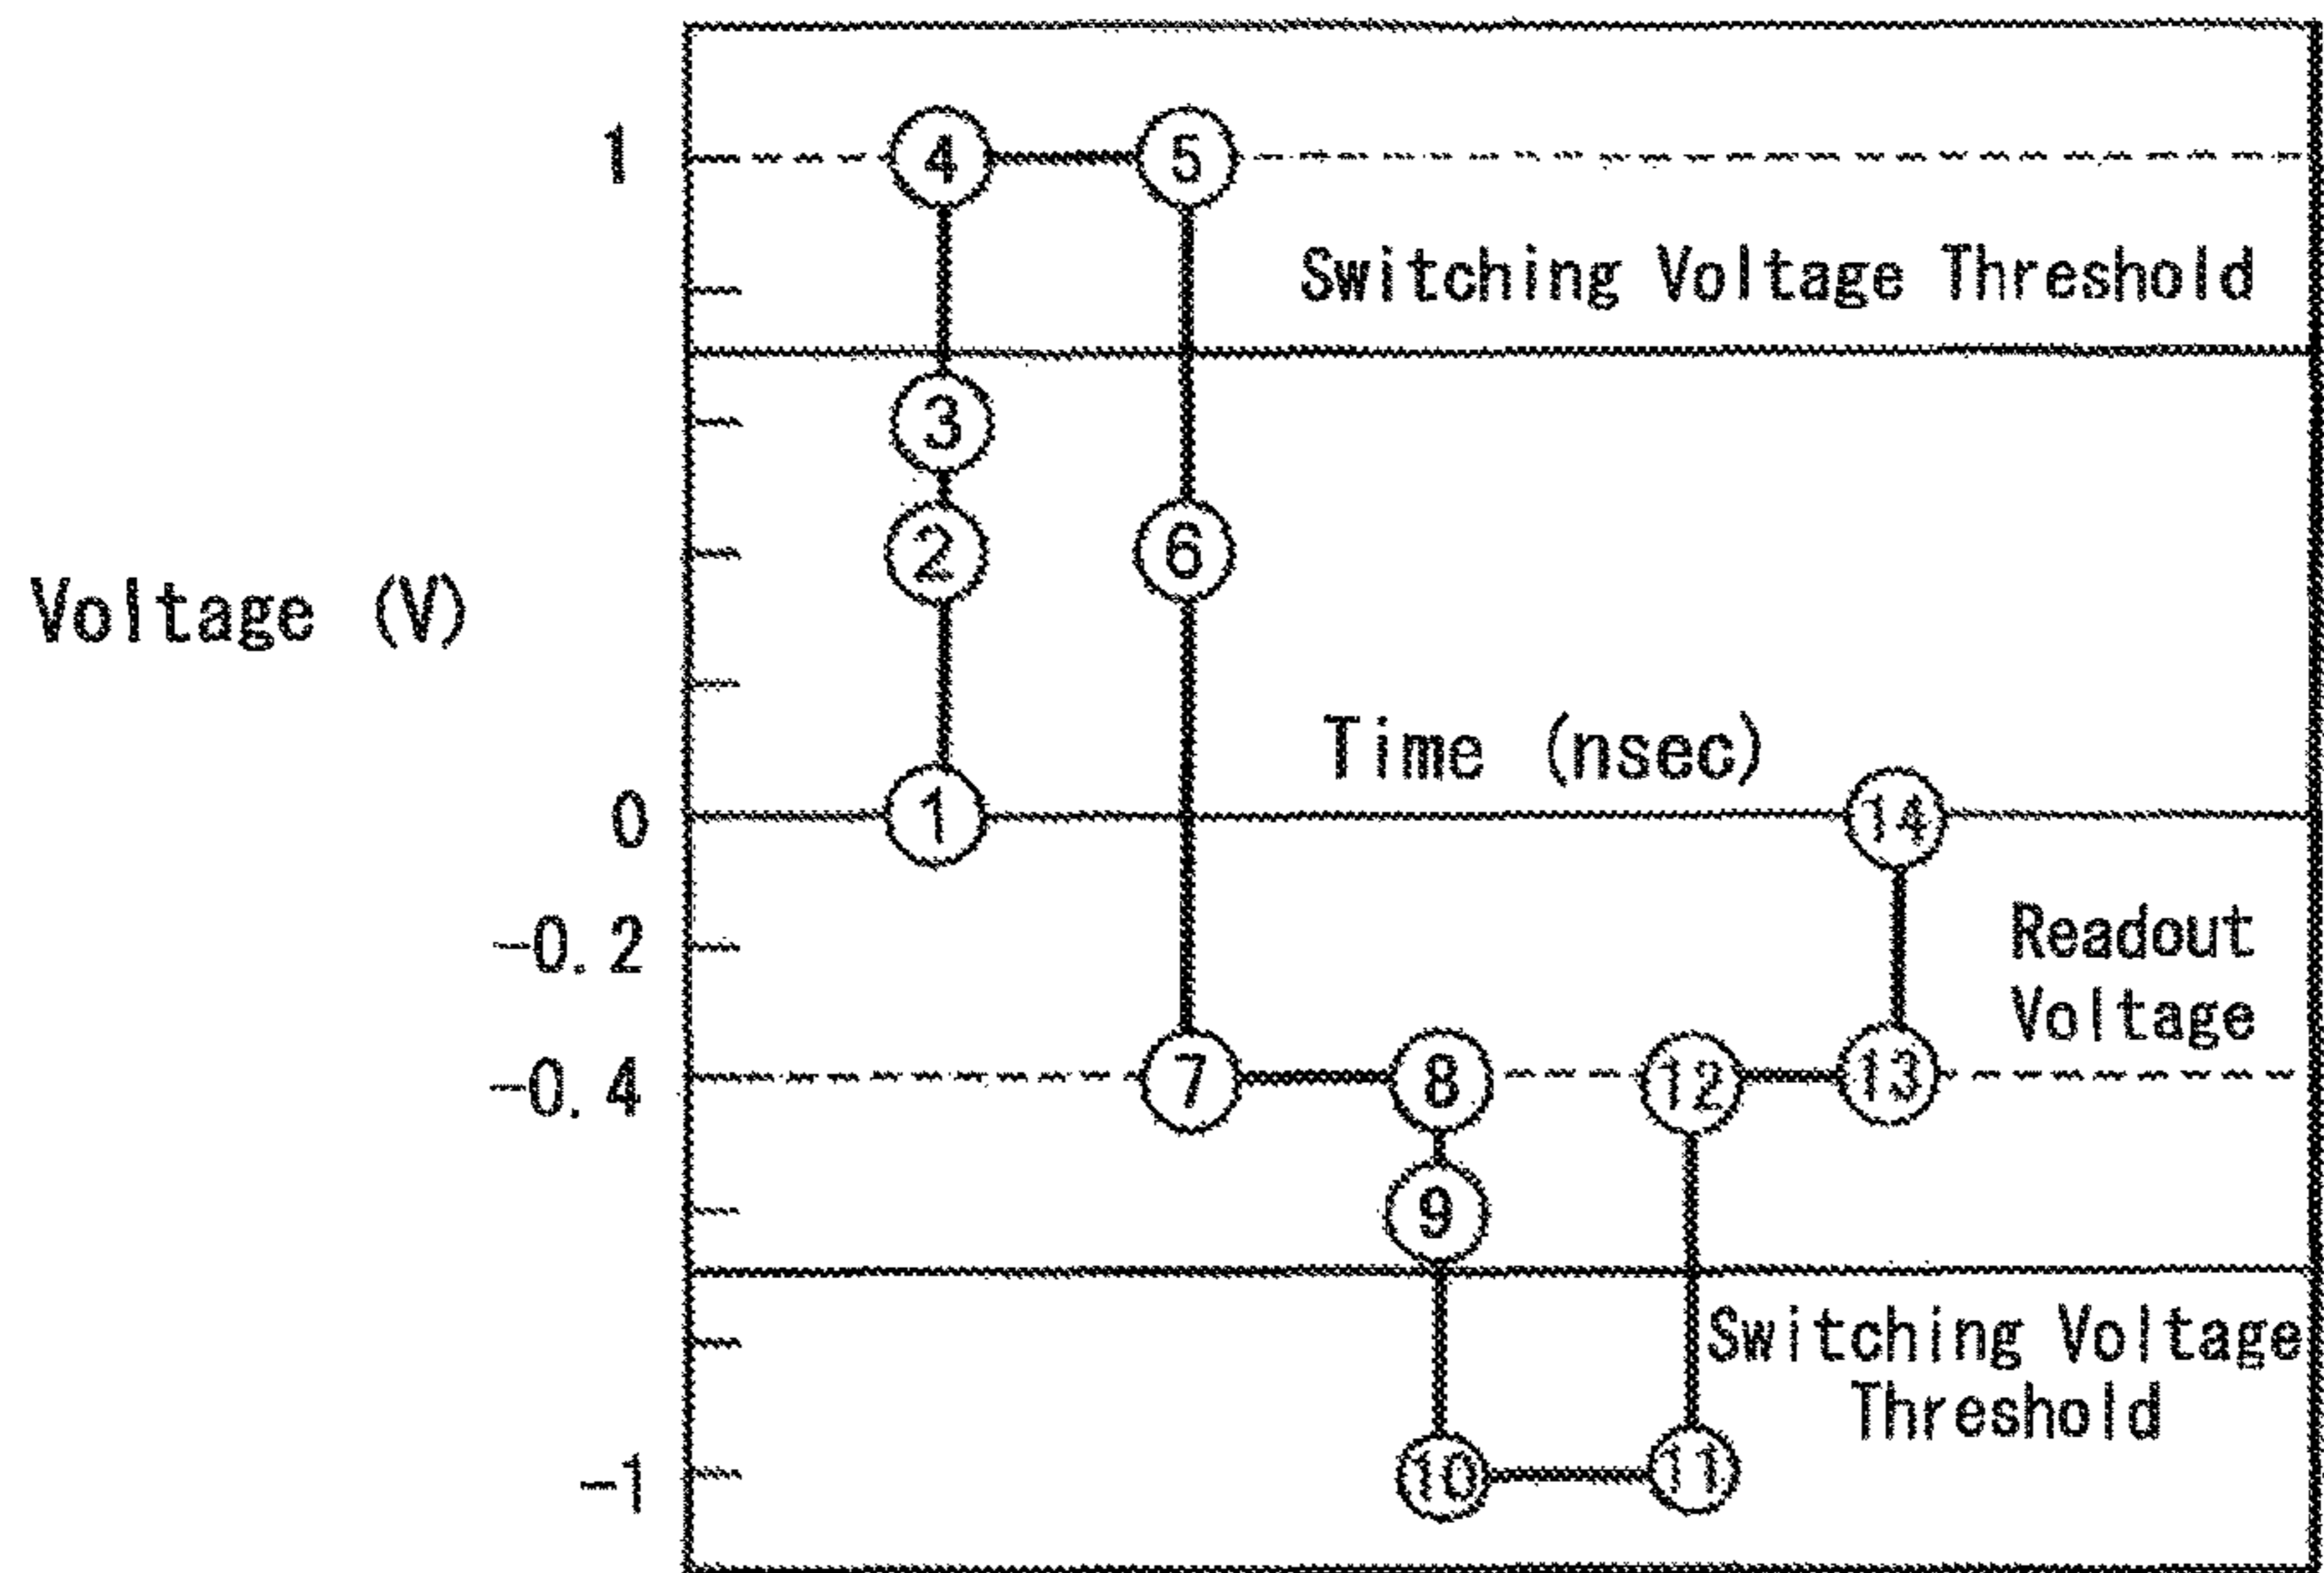 1
4
5
Switching Voltage Threshold
3
2
6
Voltage (V)
Time (nsec)
0
1
14
-0.2
Readout
Voltage
-0.4
7
8
12
13
9
Switching Voltage
Threshold
-1
10
11